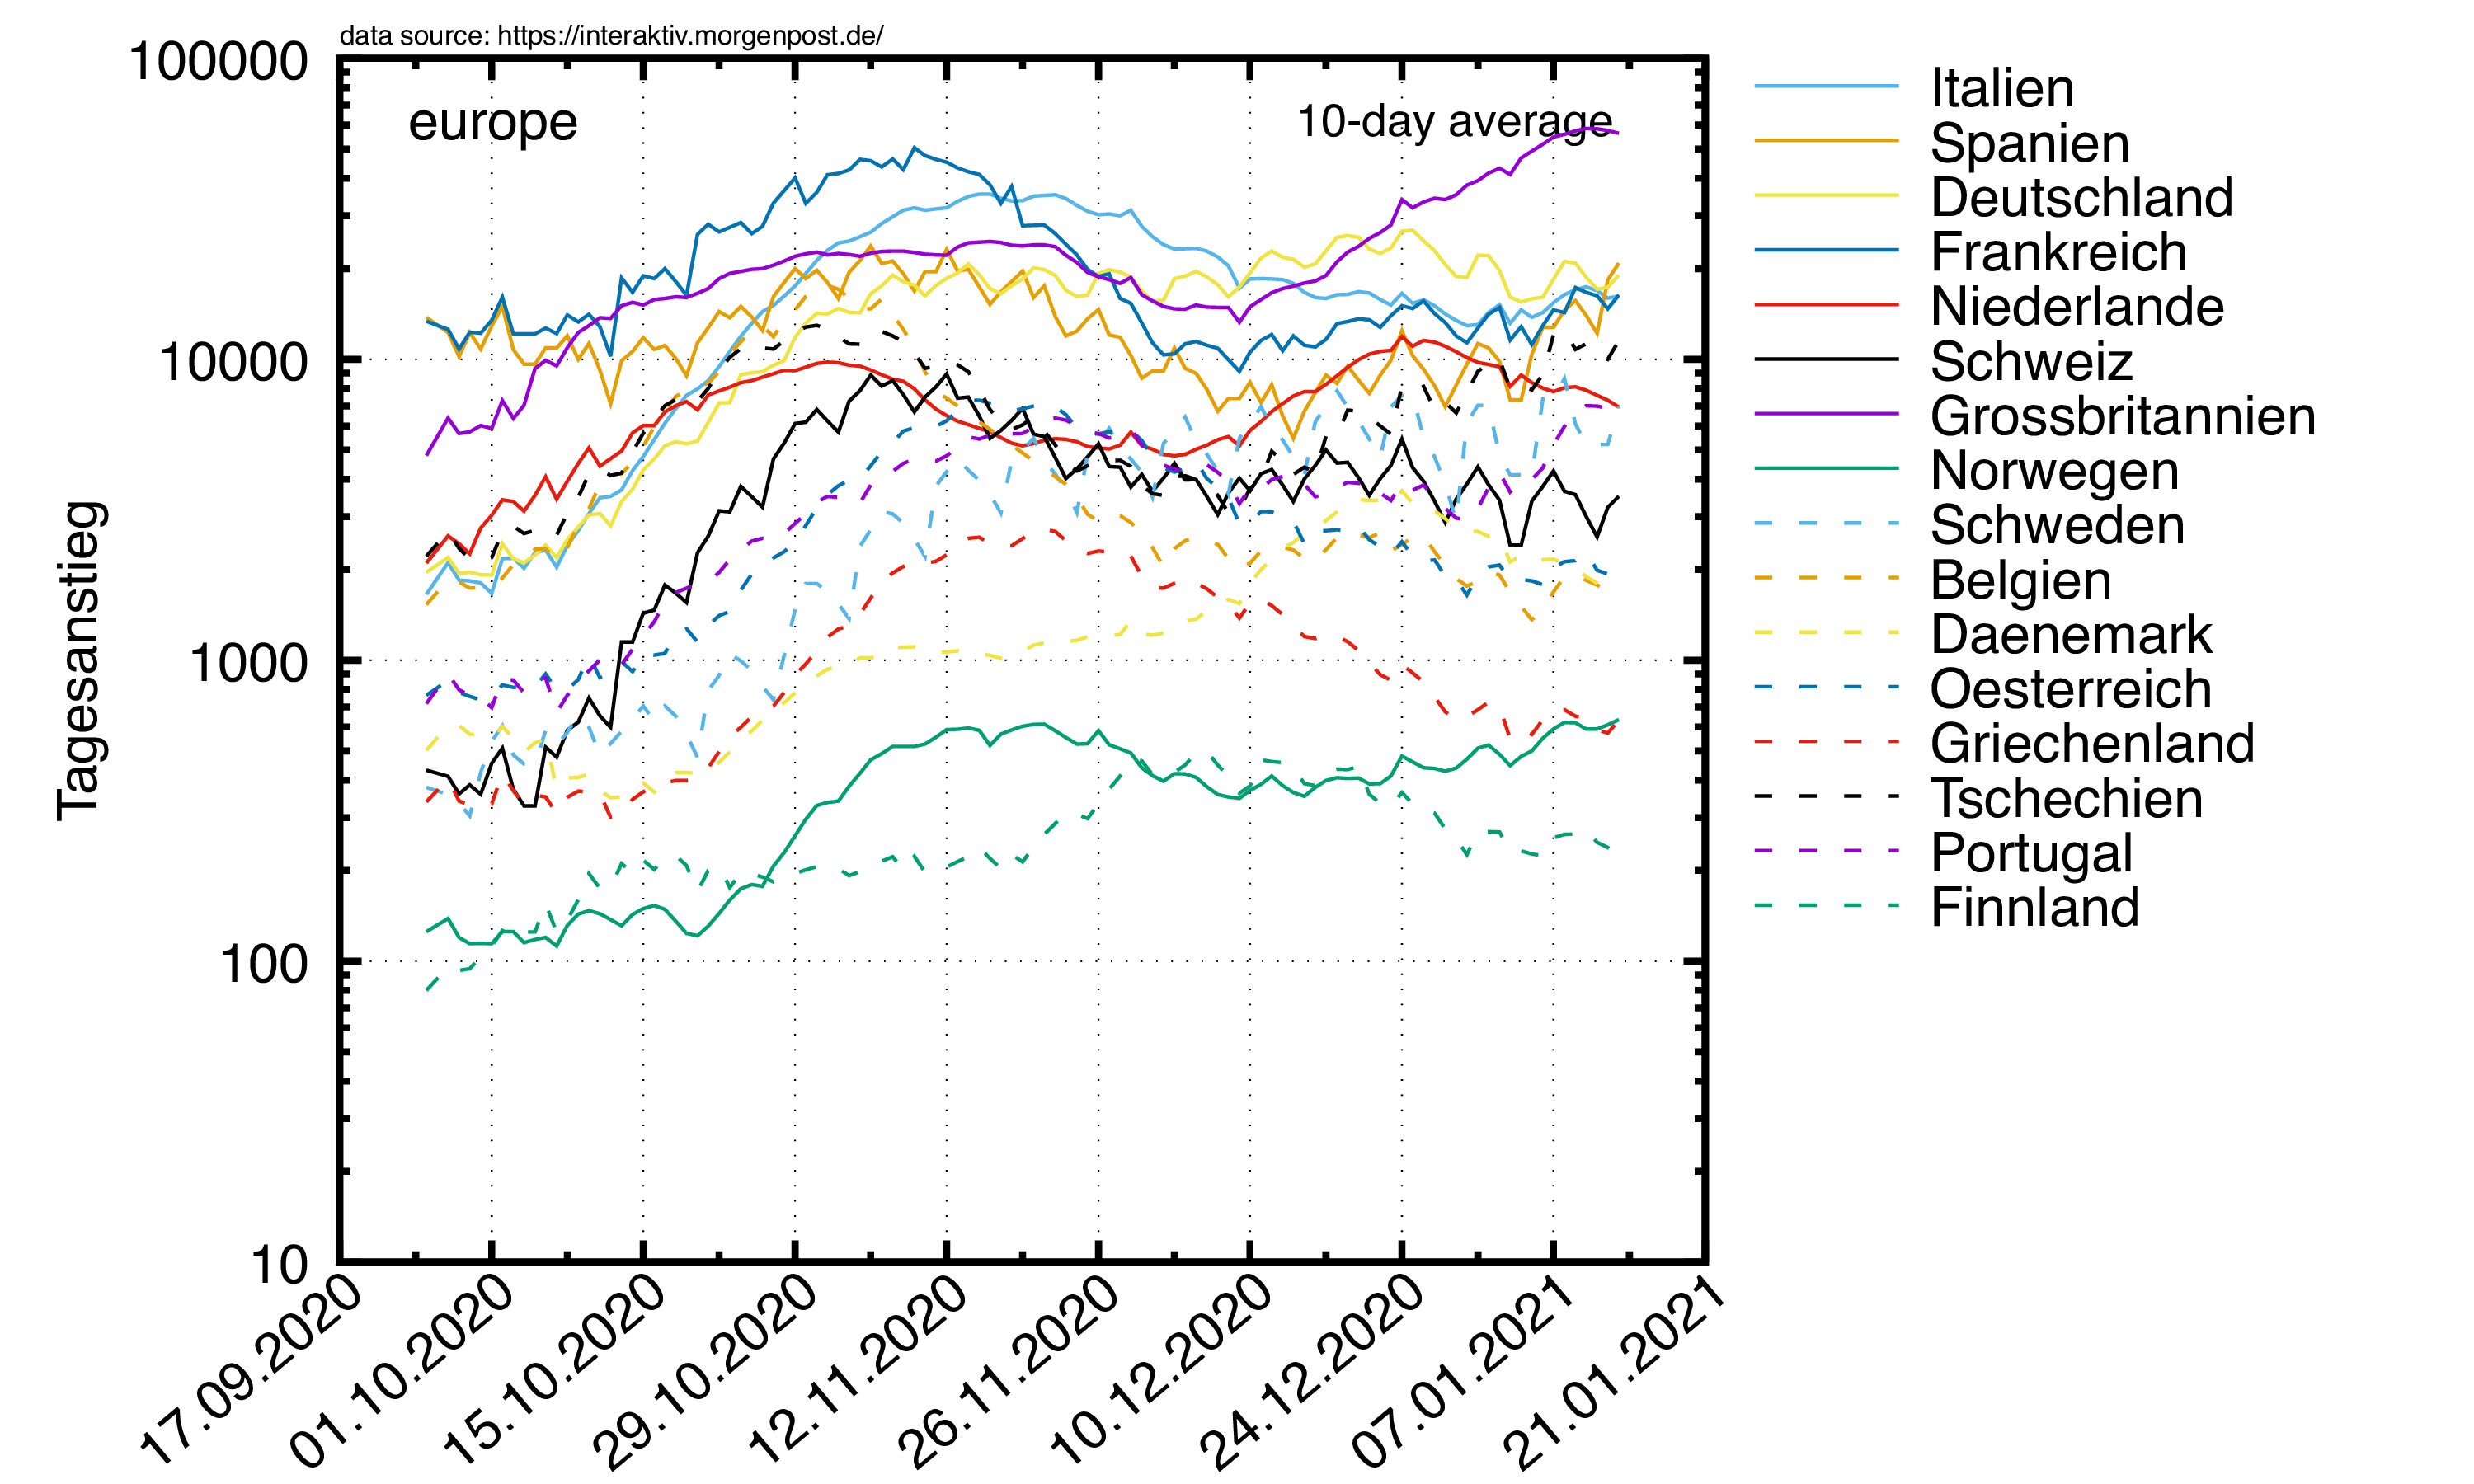 data source: https://interaktiv.morgenpost.de/
100000
10000
1000
100
10
Tagesanstieg
europe
10-day average
17.09.2020
01.10.2020
15.10.2020
29.10.2020
12.11.2020
26.11.2020
10.12.2020
24.12.2020
07.01.2021
21.01.2021
Italien
Spanien
Deutschland
Frankreich
Niederlande
Schweiz
Grossbritannien
Norwegen
Schweden
Belgien
Daenemark
Oesterreich
Griechenland
Tschechien
Portugal
Finnland